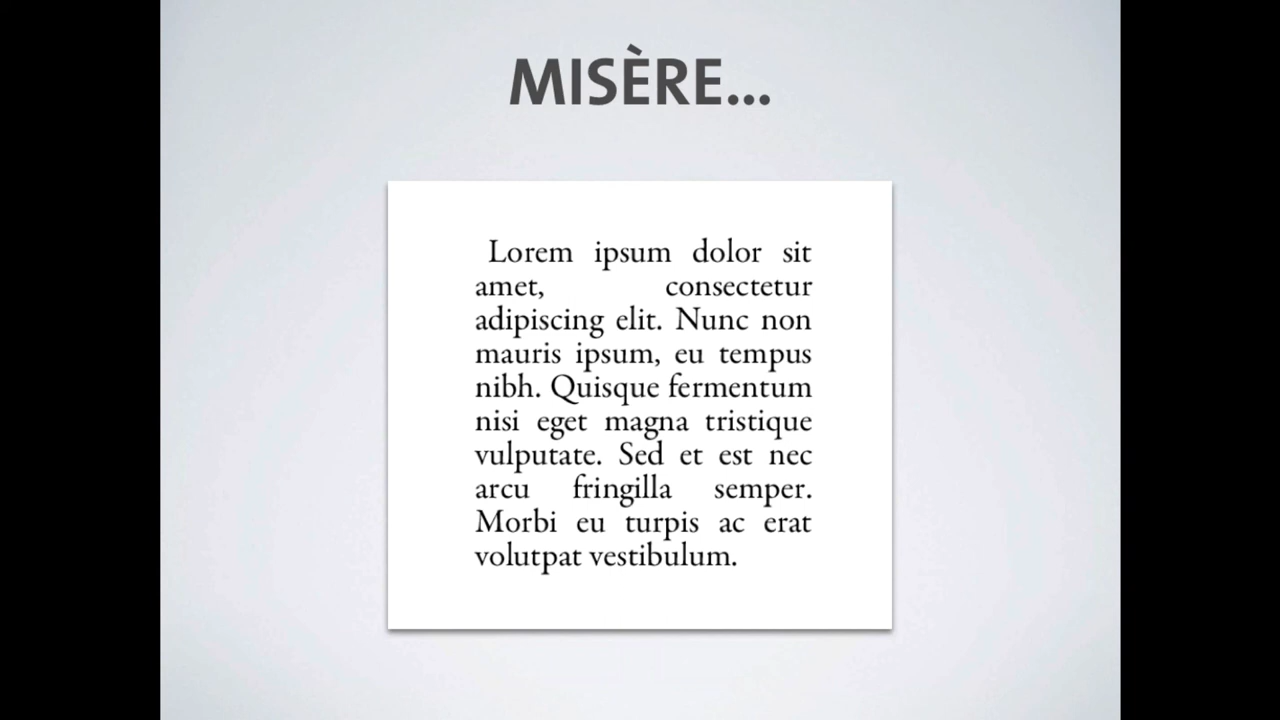 MISÈRE...
Lorem ipsum dolor sit
amet, consectetur
adipiscing elit. Nunc non
mauris ipsum, eu tempus
nibh. Quisque fermentum
nisi eget magna tristique
vulputate. Sed et est nec
arcu fringilla semper.
Morbi eu turpis ac erat
volutpat vestibulum.